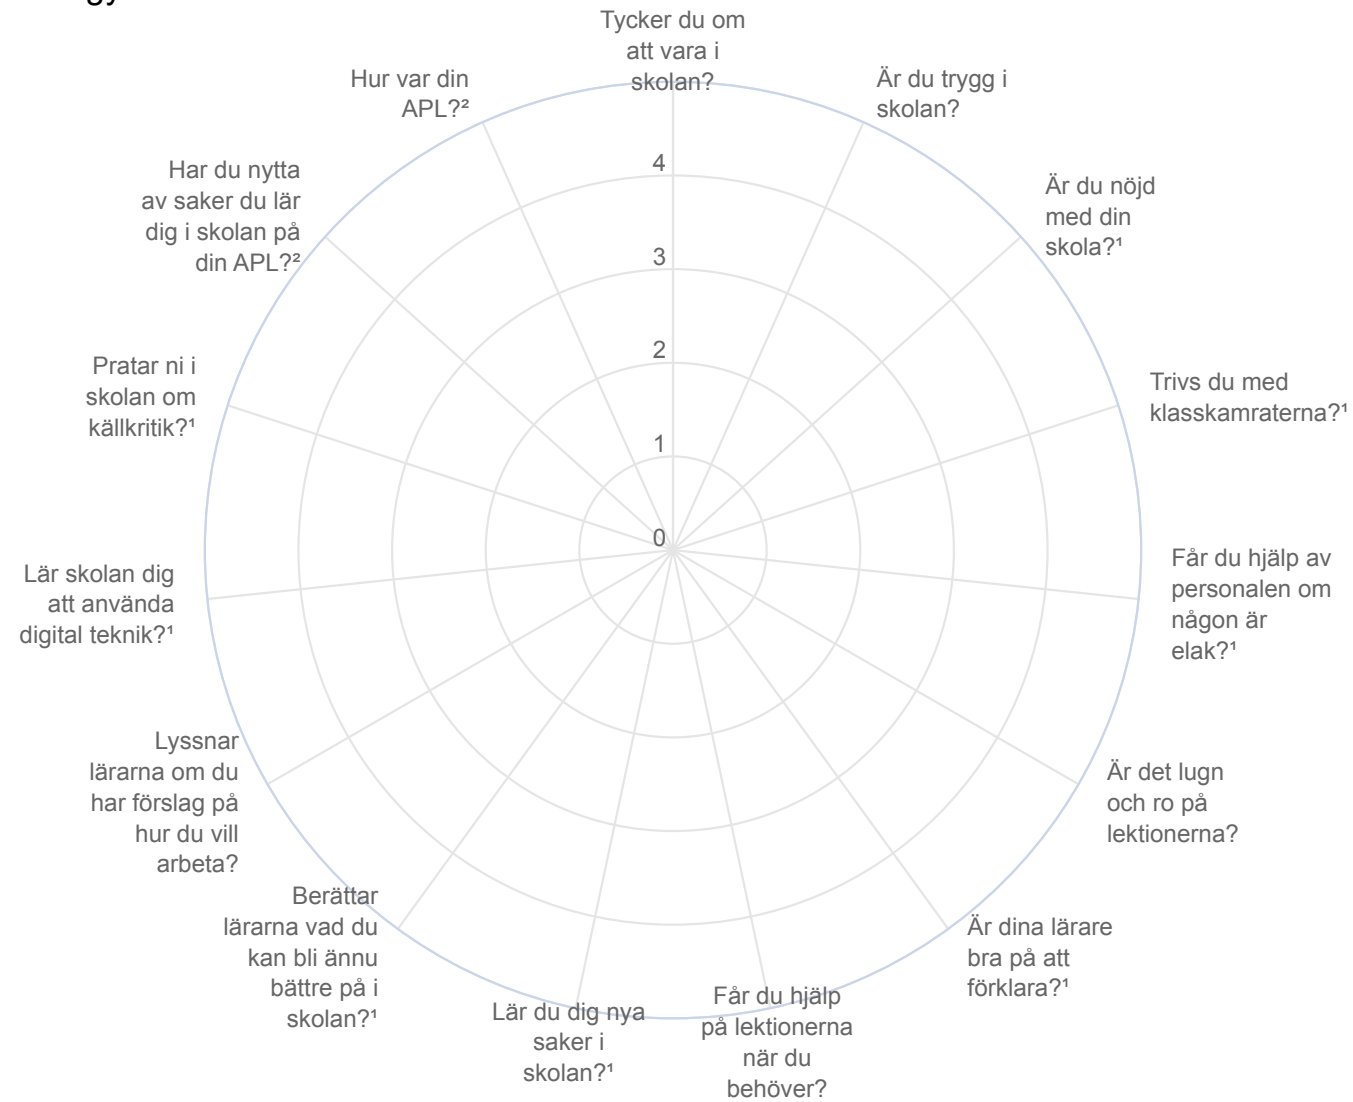 Tycker du om
att vara i
skolan?
Är du trygg i
skolan?
Är du nöjd
med din
skola?¹
Trivs du med
klasskamraterna?¹
Får du hjälp av
personalen om
någon är
elak?¹
Är det lugn
och ro på
lektionerna?
Är dina lärare
bra på att
förklara?¹
Får du hjälp
på lektionerna
när du
behöver?
Lär du dig nya
saker i
skolan?¹
Berättar
lärarna vad du
kan bli ännu
bättre på i
skolan?¹
Lyssnar
lärarna om du
har förslag på
hur du vill
arbeta?
Lär skolan dig
att använda
digital teknik?¹
Pratar ni i
skolan om
källkritik?¹
Har du nytta
av saker du lär
dig i skolan på
din APL?²
Hur var din
APL?²
4
3
2
1
0